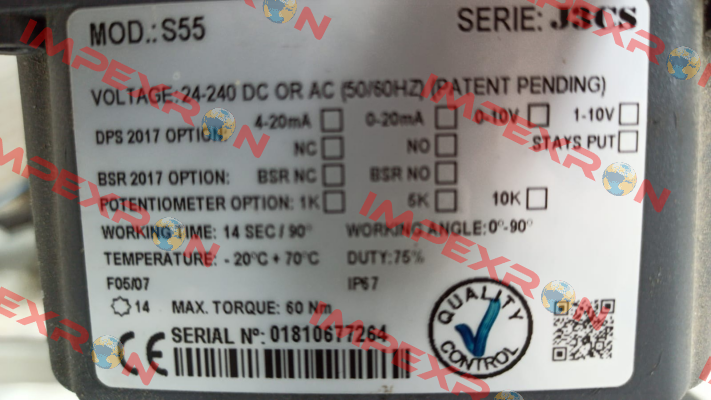 MOD.: S55 SERIE: J3CS
VOLTAGE: 24-240 DC OR AC (50/60HZ) (PATENT PENDING)
4-20mA 0-20mA 0-10V 1-10V
DPS 2017 OPTION:
NC NO STAYS PUT
BSR 2017 OPTION: BSR NC BSR NO
POTENTIOMETER OPTION: 1K 5K 10K
WORKING TIME: 14 SEC / 90° WORKING ANGLE: 0°-90°
TEMPERATURE: - 20°C + 70°C DUTY: 75%
F05/07 IP67
14 MAX. TORQUE: 60 Nm
SERIAL Nº: 01810677264
CE
QUALITY CONTROL
IMPEXRON